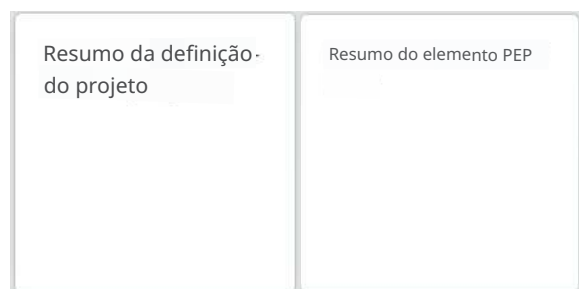 Resumo da definição
do projeto
Resumo do elemento PEP